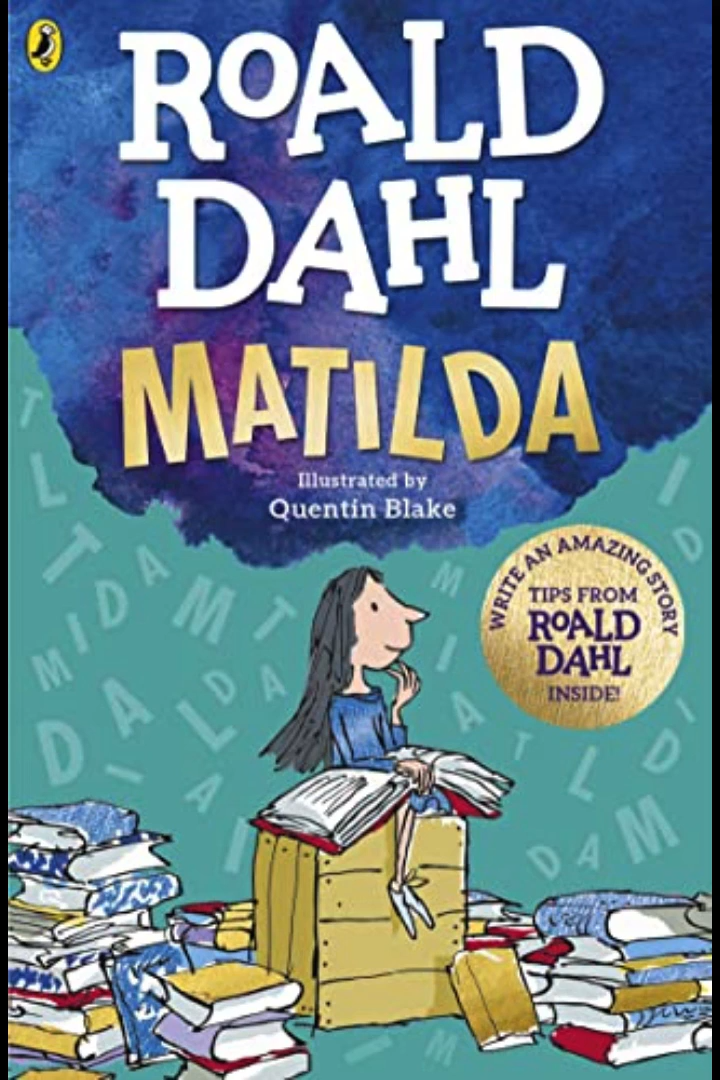 ROALD
DAHL
MATILDA
Illustrated by
Quentin Blake
WRITE AN AMAZING STORY
TIPS FROM
ROALD
DAHL
INSIDE!
T
L
T
I
D
M
I
D
A
M
T
M
I
D
A
L
D
A
I
A
D
A
I
A
T
L
I
D
I
D
A
M
I
M